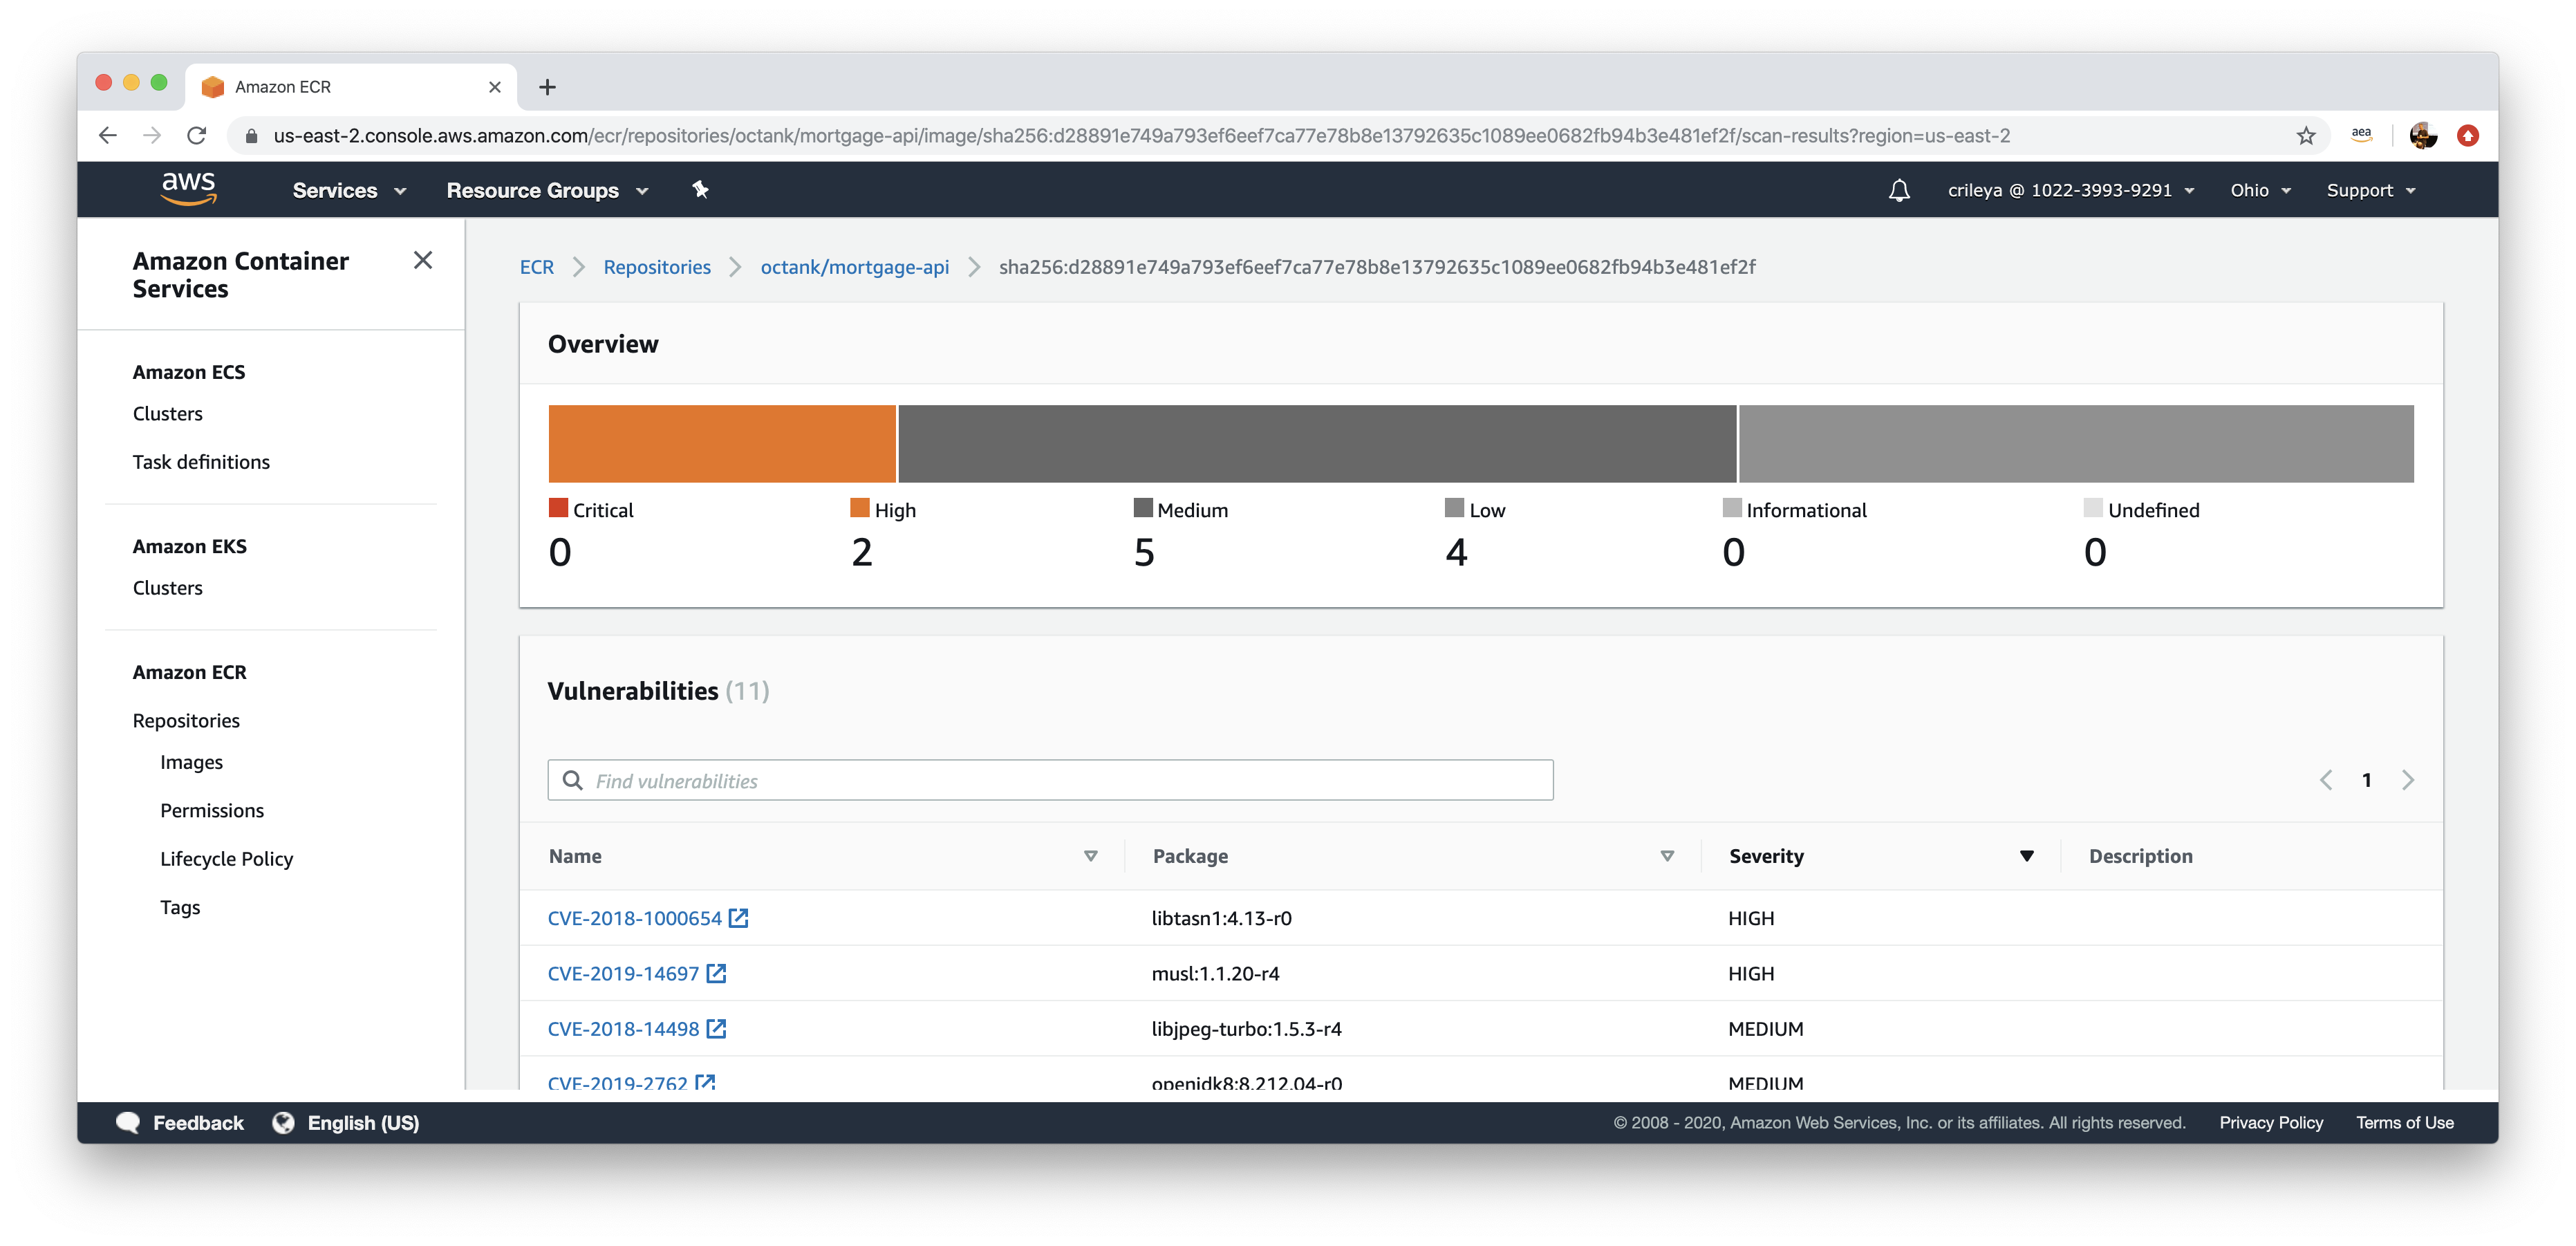 Amazon ECR
us-east-2.console.aws.amazon.com/ecr/repositories/octank/mortgage-api/image/sha256:d28891e749a793ef6eef7ca77e78b8e13792635c1089ee0682fb94b3e481ef2f/scan-results?region=us-east-2
aea
aws
Services
Resource Groups
crileya @ 1022-3993-9291
Ohio
Support
Amazon Container
Services
Amazon ECS
Clusters
Task definitions
Amazon EKS
Clusters
Amazon ECR
Repositories
Images
Permissions
Lifecycle Policy
Tags
ECR
Repositories
octank/mortgage-api
sha256:d28891e749a793ef6eef7ca77e78b8e13792635c1089ee0682fb94b3e481ef2f
Overview
Critical High Medium Low Informational Undefined
0 2 5 4 0 0
Vulnerabilities (11)
Find vulnerabilities
1
Name Package Severity Description
CVE-2018-1000654 libtasn1:4.13-r0 HIGH
CVE-2019-14697 musl:1.1.20-r4 HIGH
CVE-2018-14498 libjpeg-turbo:1.5.3-r4 MEDIUM
CVE-2019-2762 openjdk8:8.212.04-r0 MEDIUM
Feedback
English (US)
© 2008 - 2020, Amazon Web Services, Inc. or its affiliates. All rights reserved.
Privacy Policy
Terms of Use